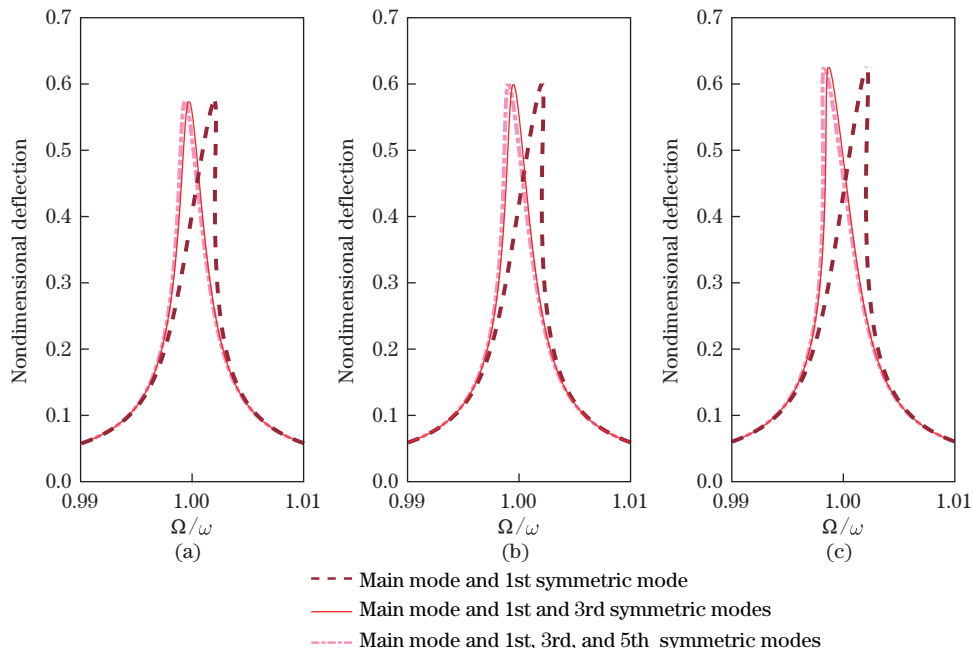 0.7
0.6
0.5
0.4
0.3
0.2
0.1
0.0
0.99
1.00
1.01
Nondimensional deflection
Ω/ω
(a)
0.7
0.6
0.5
0.4
0.3
0.2
0.1
0.0
0.99
1.00
1.01
Nondimensional deflection
Ω/ω
(b)
0.7
0.6
0.5
0.4
0.3
0.2
0.1
0.0
0.99
1.00
1.01
Nondimensional deflection
Ω/ω
(c)
Main mode and 1st symmetric mode
Main mode and 1st and 3rd symmetric modes
Main mode and 1st, 3rd, and 5th symmetric modes